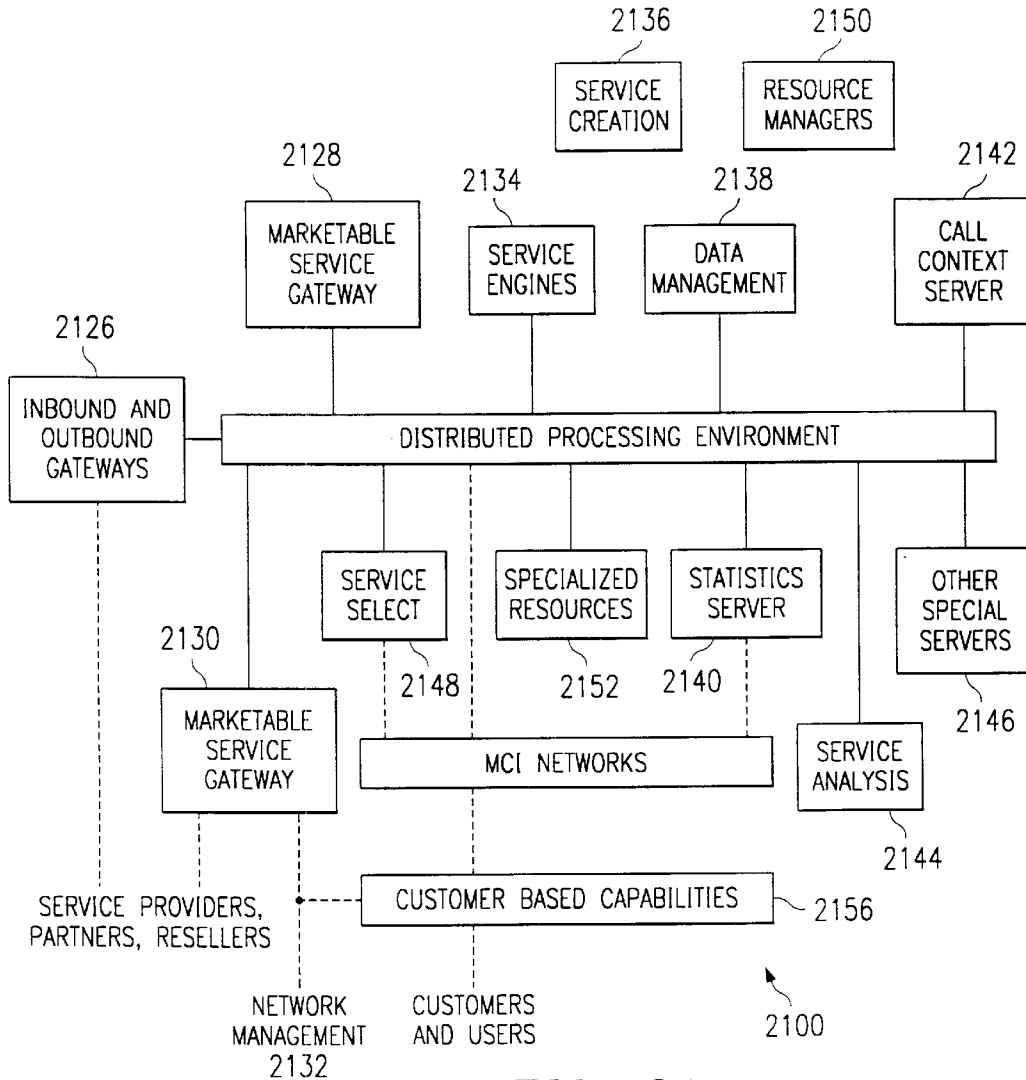 2136
2150
SERVICE
CREATION
RESOURCE
MANAGERS
2128
2134
2138
2142
MARKETABLE
SERVICE
GATEWAY
SERVICE
ENGINES
DATA
MANAGEMENT
CALL
CONTEXT
SERVER
2126
INBOUND AND
OUTBOUND
GATEWAYS
DISTRIBUTED PROCESSING ENVIRONMENT
SERVICE
SELECT
SPECIALIZED
RESOURCES
STATISTICS
SERVER
OTHER
SPECIAL
SERVERS
2130
2148
2152
2140
2146
MARKETABLE
SERVICE
GATEWAY
MCI NETWORKS
SERVICE
ANALYSIS
2144
SERVICE PROVIDERS,
PARTNERS, RESELLERS
CUSTOMER BASED CAPABILITIES
2156
NETWORK
MANAGEMENT
2132
CUSTOMERS
AND USERS
2100